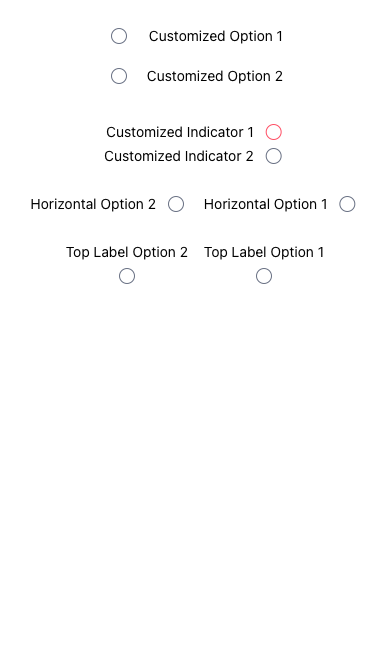 Customized Option 1
Customized Option 2
Customized Indicator 1
Customized Indicator 2
Horizontal Option 2 Horizontal Option 1
Top Label Option 2 Top Label Option 1